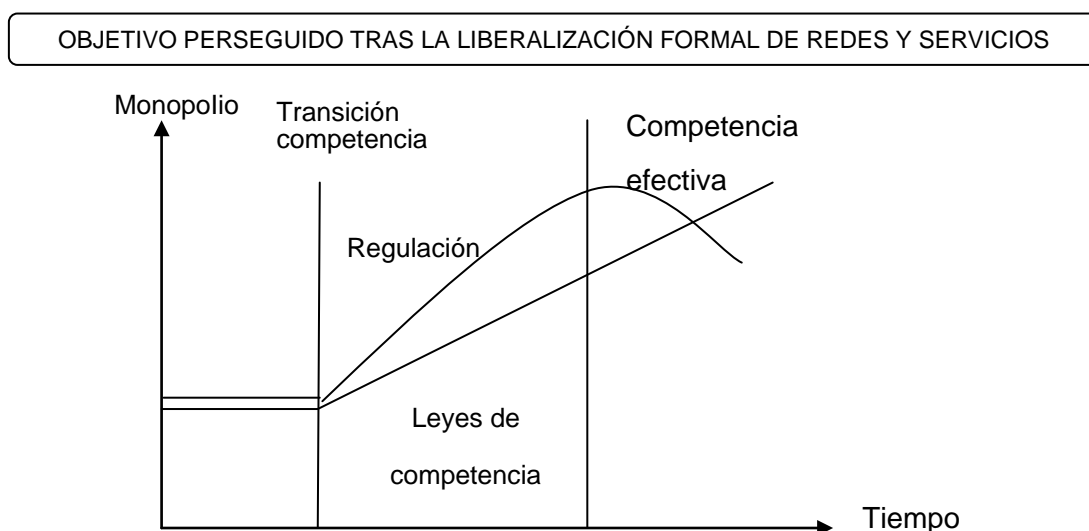 OBJETIVO PERSEGUIDO TRAS LA LIBERALIZACIÓN FORMAL DE REDES Y SERVICIOS
Monopolio
Transición
competencia
Competencia
efectiva
Regulación
Leyes de
competencia
Tiempo